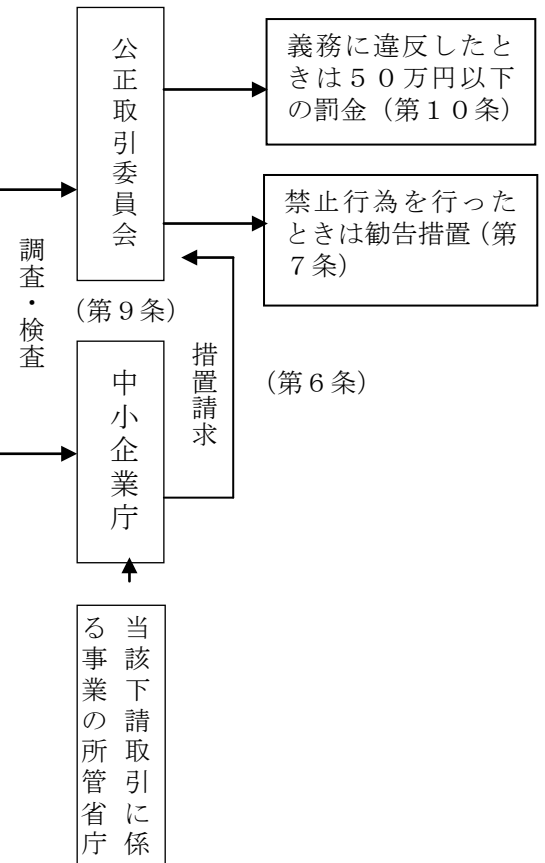 公正取引委員会
義務に違反したと
きは５０万円以下
の罰金（第１０条）
禁止行為を行った
ときは勧告措置（第
７条）
調査・検査
（第９条）
措置請求
（第６条）
中小企業庁
当該下請取引に係
る事業の所管省庁